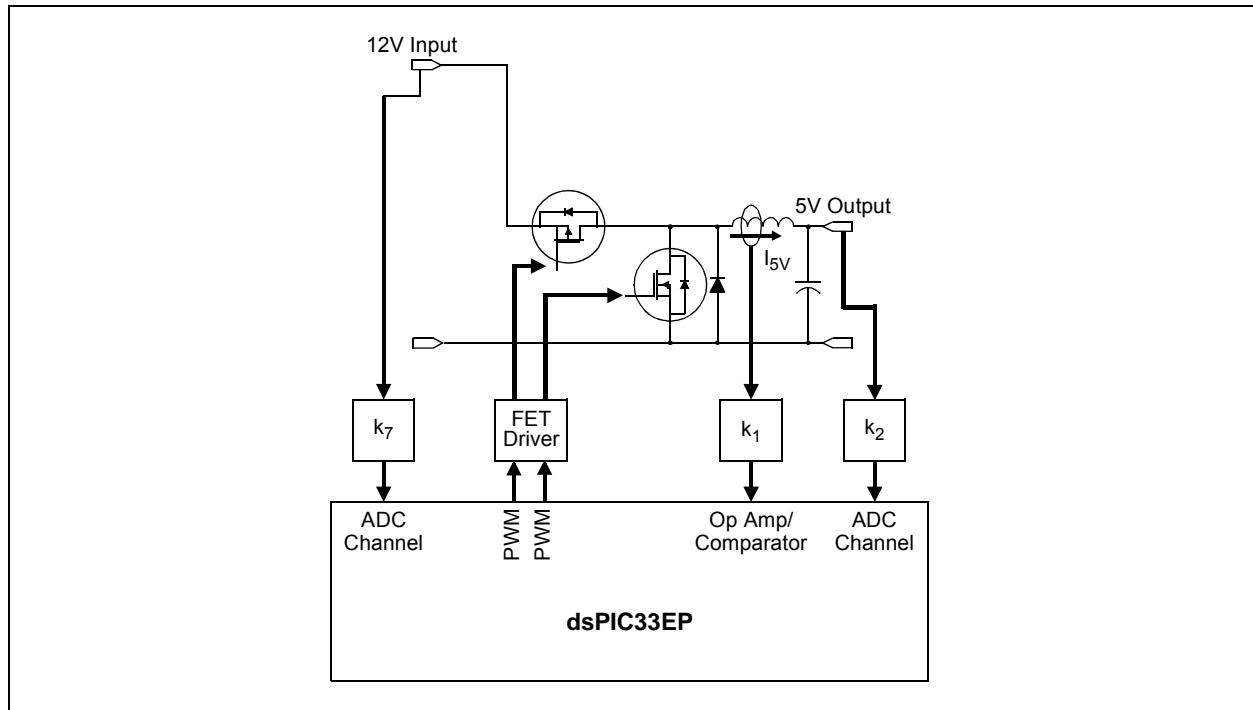 12V Input
5V Output
I5V
k7
FET
Driver
k1
k2
ADC
Channel
PWM
PWM
Op Amp/
Comparator
ADC
Channel
dsPIC33EP